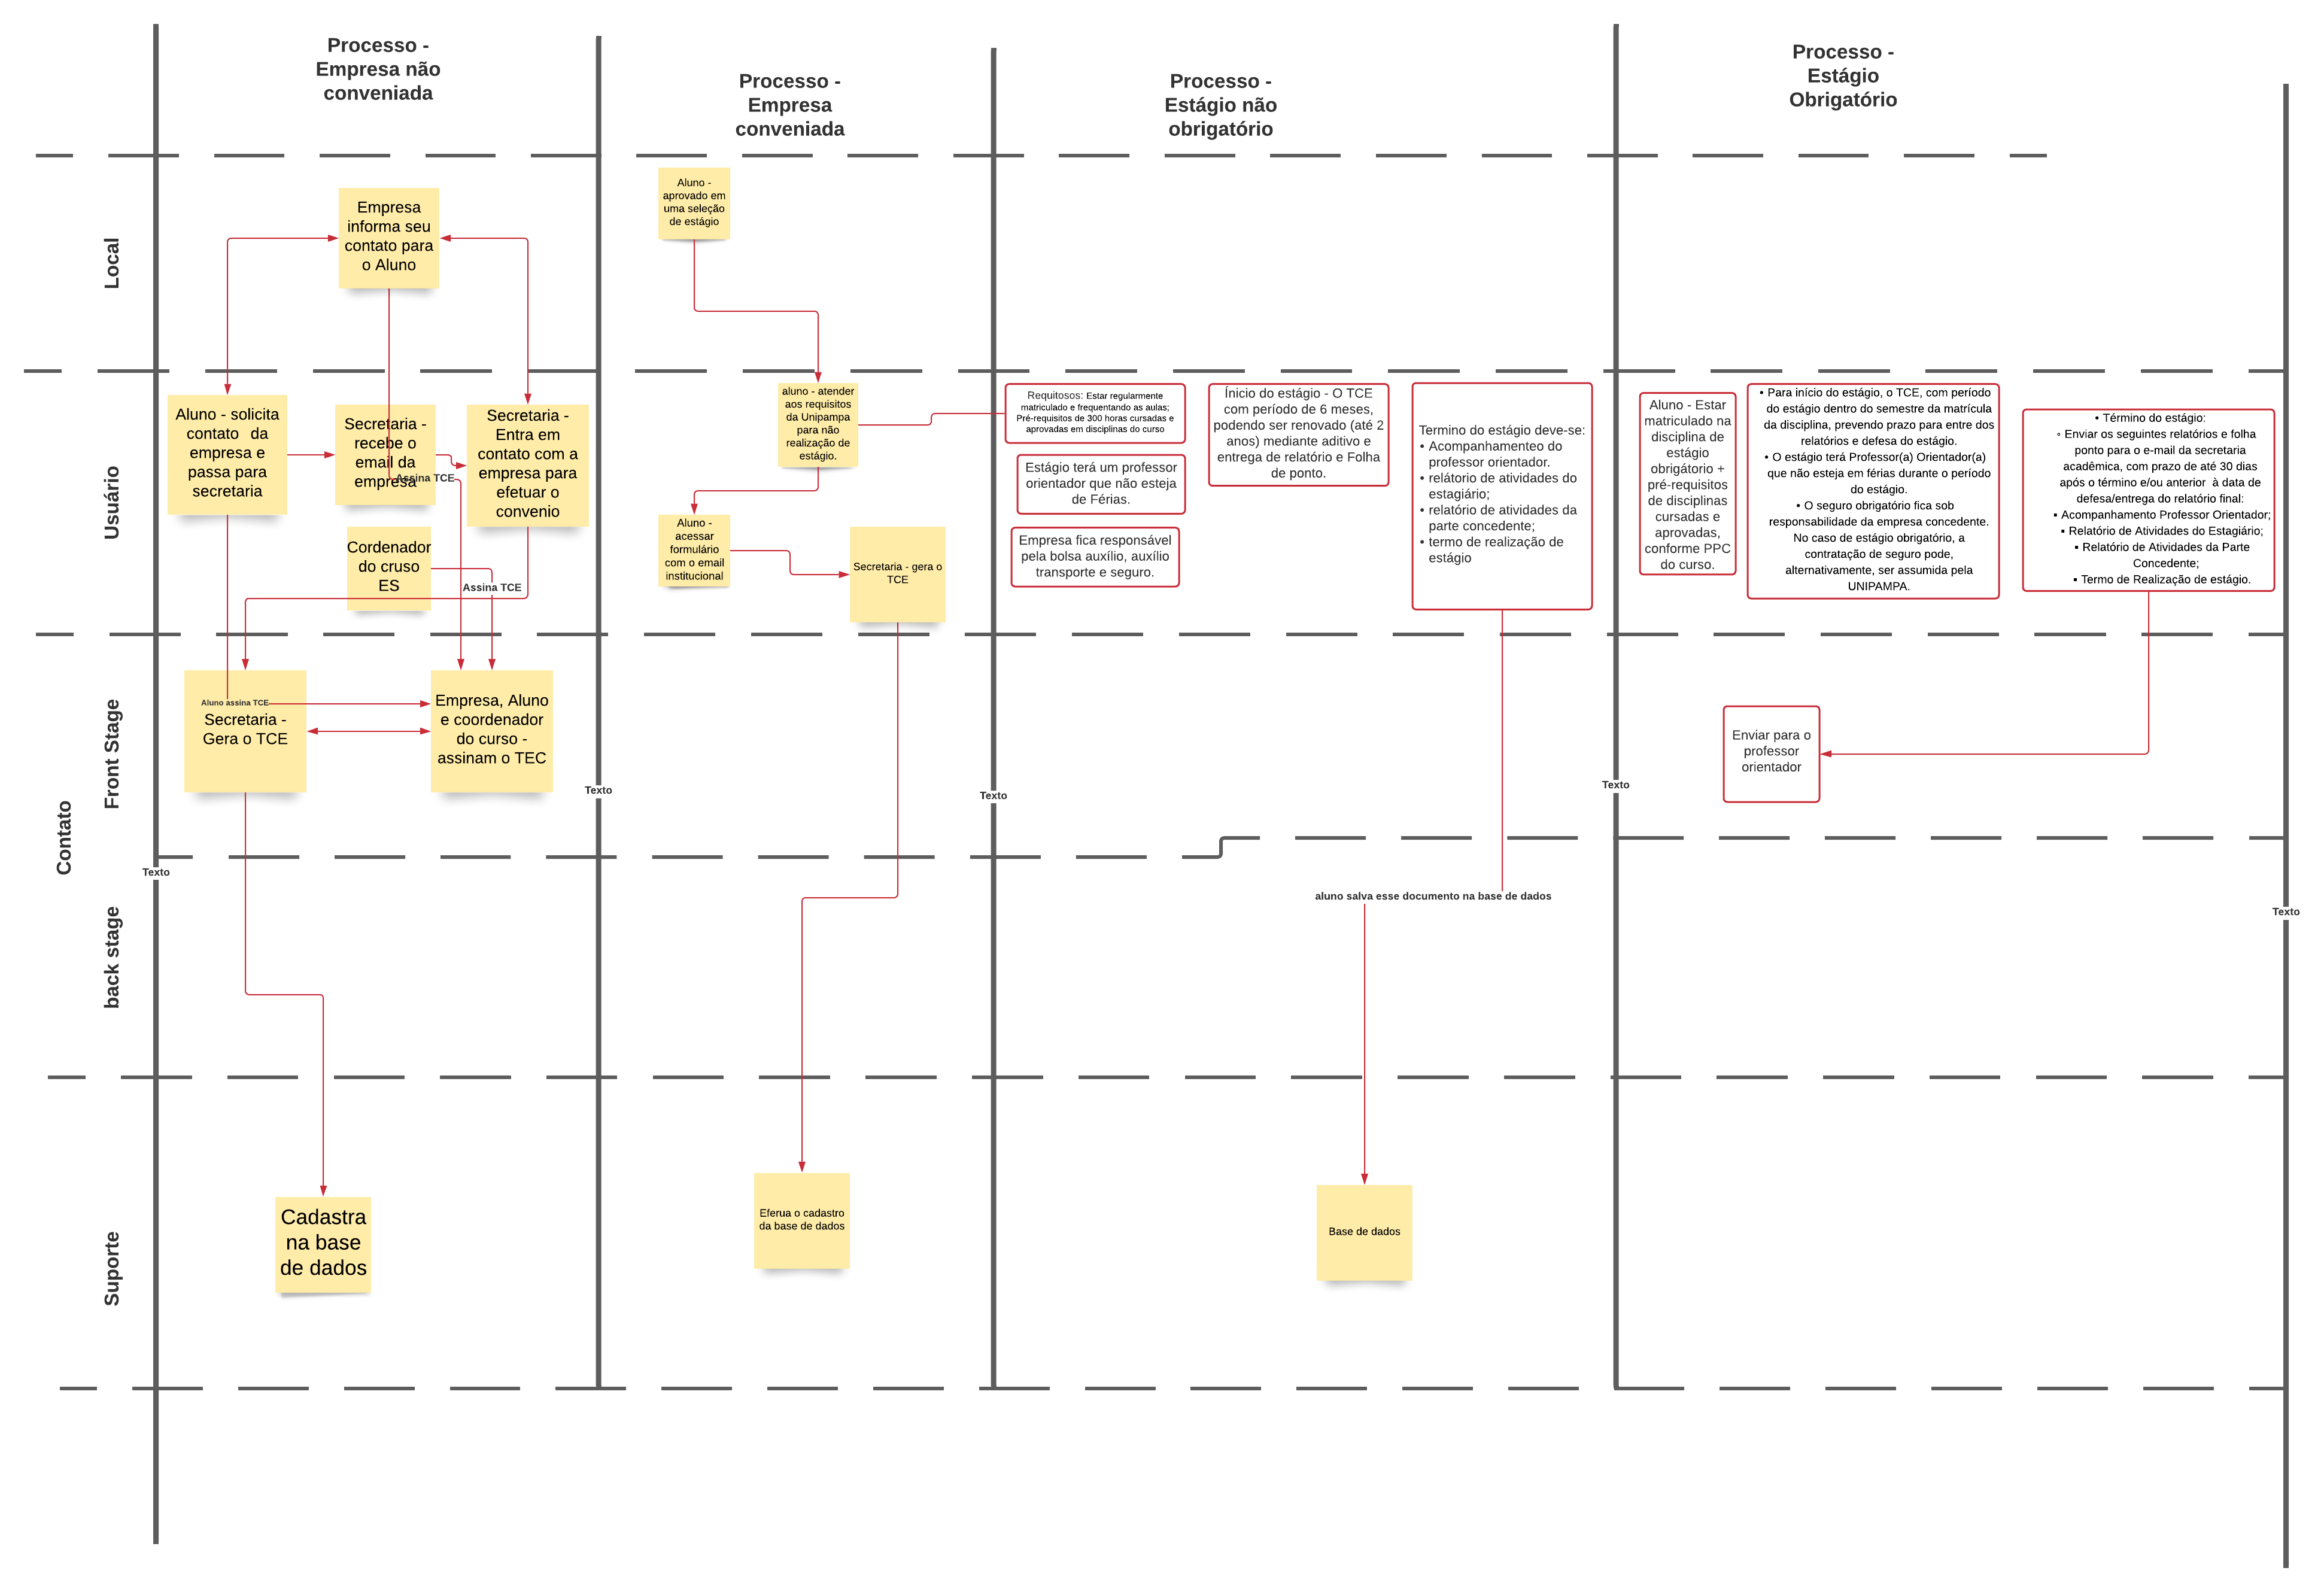 Processo -
Empresa não
conveniada
Processo -
Empresa
conveniada
Processo -
Estágio não
obrigatório
Processo -
Estágio
Obrigatório
Local
Empresa
informa seu
contato para
o Aluno
Aluno -
aprovado em
uma seleção
de estágio
Usuário
Aluno - solicita
contato  da
empresa e
passa para
secretaria
Secretaria -
recebe o
email da
empresa
Assina TCE
Secretaria -
Entra em
contato com a
empresa para
efetuar o
convenio
Cordenador
do cruso
ES
Assina TCE
aluno - atender
aos requisitos
da Unipampa
para não
realização de
estágio.
Aluno -
acessar
formulário
com o email
institucional
Secretaria - gera o
TCE
Requitosos: Estar regularmente
matriculado e frequentando as aulas;
Pré-requisitos de 300 horas cursadas e
aprovadas em disciplinas do curso
Estágio terá um professor
orientador que não esteja
de Férias.
Empresa fica responsável
pela bolsa auxílio, auxílio
transporte e seguro.
Ínicio do estágio - O TCE
com período de 6 meses,
podendo ser renovado (até 2
anos) mediante aditivo e
entrega de relatório e Folha
de ponto.
Termino do estágio deve-se:
• Acompanhamenteo do
professor orientador.
• relátorio de atividades do
estagiário;
• relatório de atividades da
parte concedente;
• termo de realização de
estágio
Aluno - Estar
matriculado na
disciplina de
estágio
obrigátorio +
pré-requisitos
de disciplinas
cursadas e
aprovadas,
conforme PPC
do curso.
• Para início do estágio, o TCE, com período
do estágio dentro do semestre da matrícula
da disciplina, prevendo prazo para entre dos
relatórios e defesa do estágio.
• O estágio terá Professor(a) Orientador(a)
que não esteja em férias durante o período
do estágio.
• O seguro obrigatório fica sob
responsabilidade da empresa concedente.
No caso de estágio obrigatório, a
contratação de seguro pode,
alternativamente, ser assumida pela
UNIPAMPA.
• Término do estágio:
◦ Enviar os seguintes relatórios e folha
ponto para o e-mail da secretaria
acadêmica, com prazo de até 30 dias
após o término e/ou anterior  à data de
defesa/entrega do relatório final:
▪ Acompanhamento Professor Orientador;
▪ Relatório de Atividades do Estagiário;
▪ Relatório de Atividades da Parte
Concedente;
▪ Termo de Realização de estágio.
Contato
Front Stage
Aluno assina TCE
Secretaria -
Gera o TCE
Empresa, Aluno
e coordenador
do curso -
assinam o TEC
Enviar para o
professor
orientador
Texto
Texto
Texto
Texto
Texto
back stage
aluno salva esse documento na base de dados
Suporte
Cadastra
na base
de dados
Eferua o cadastro
da base de dados
Base de dados